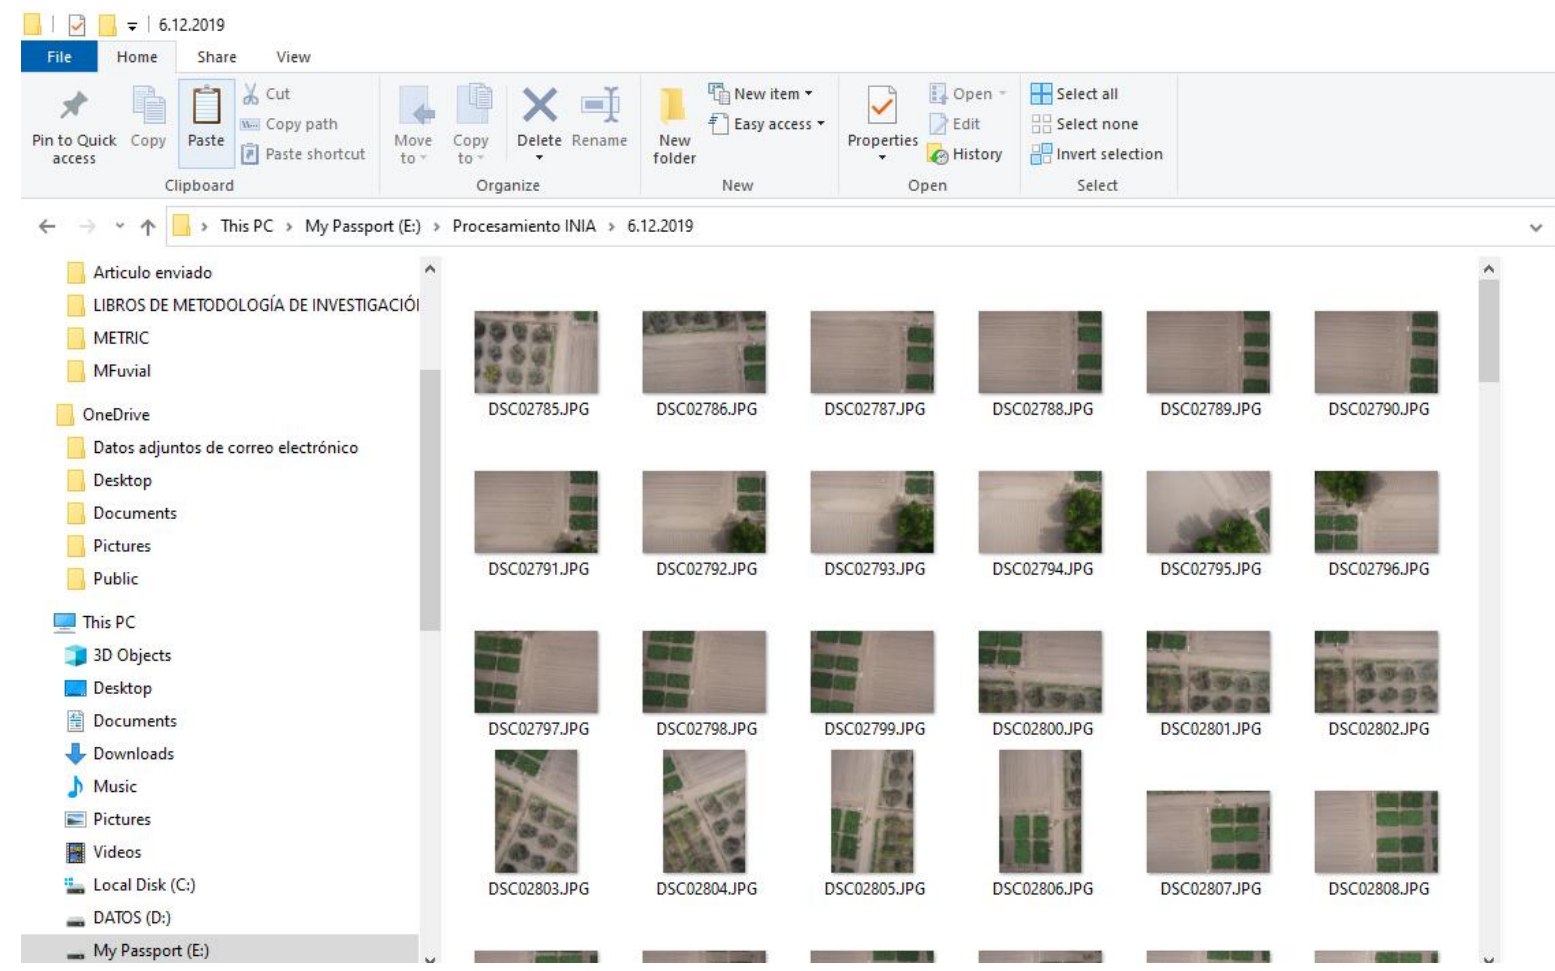 6.12.2019
File Home Share View
Pin to Quick access
Copy
Paste
Cut
Copy path
Paste shortcut
Move to
Copy to
Delete
Rename
New folder
New item
Easy access
Properties
Open
Edit
History
Select all
Select none
Invert selection
Clipboard Organize New Open Select
This PC > My Passport (E:) > Procesamiento INIA > 6.12.2019
Articulo enviado
LIBROS DE METODOLOGÍA DE INVESTIGACIÓ
METRIC
MFuvial
OneDrive
Datos adjuntos de correo electrónico
Desktop
Documents
Pictures
Public
This PC
3D Objects
Desktop
Documents
Downloads
Music
Pictures
Videos
Local Disk (C:)
DATOS (D:)
My Passport (E:)
DSC02785.JPG DSC02786.JPG DSC02787.JPG DSC02788.JPG DSC02789.JPG DSC02790.JPG
DSC02791.JPG DSC02792.JPG DSC02793.JPG DSC02794.JPG DSC02795.JPG DSC02796.JPG
DSC02797.JPG DSC02798.JPG DSC02799.JPG DSC02800.JPG DSC02801.JPG DSC02802.JPG
DSC02803.JPG DSC02804.JPG DSC02805.JPG DSC02806.JPG DSC02807.JPG DSC02808.JPG